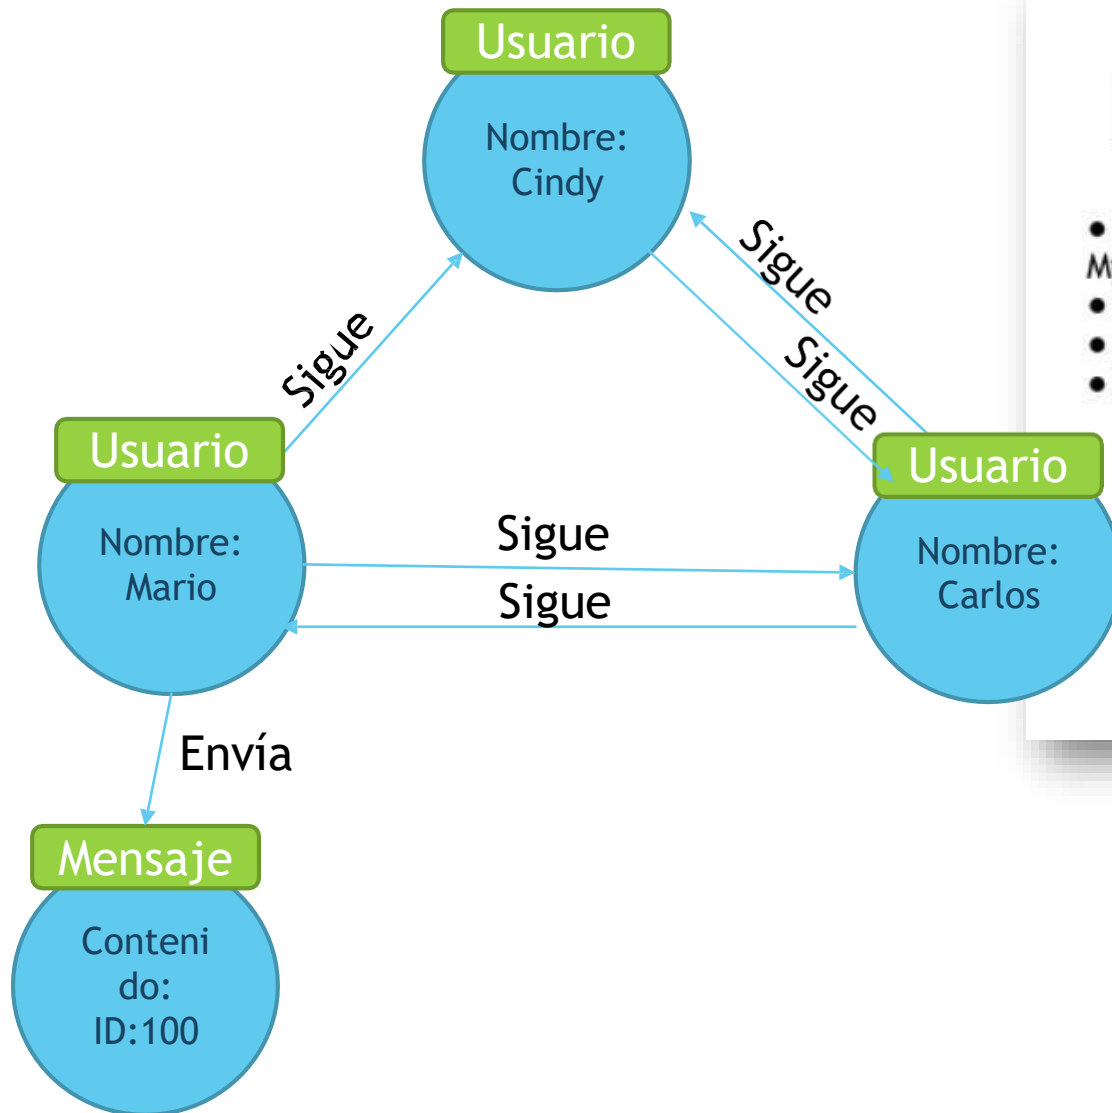 Usuario
Nombre:
Cindy
Sigue
Sigue
Sigue
Usuario
Nombre:
Mario
Sigue
Sigue
Usuario
Nombre:
Carlos
Envía
Mensaje
Conteni
do:
ID:100